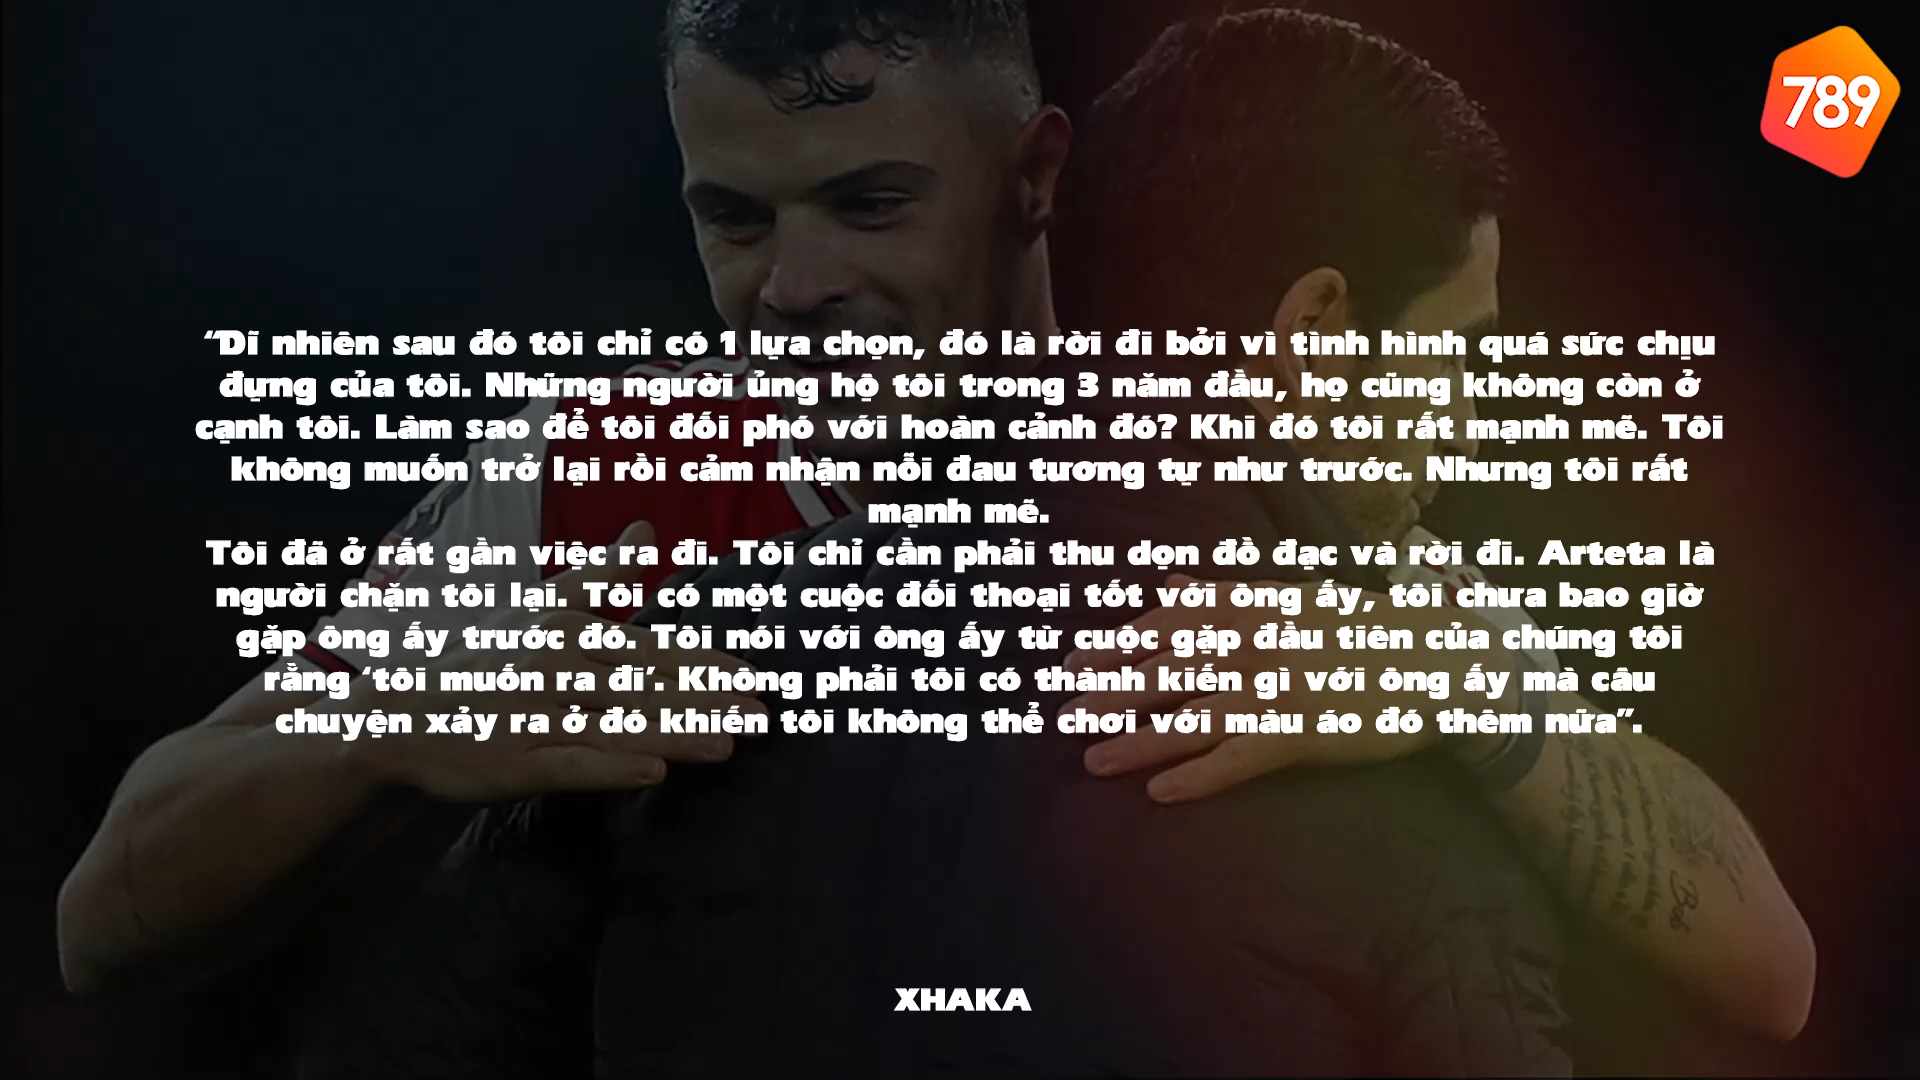 789
“Dĩ nhiên sau đó tôi chỉ có 1 lựa chọn, đó là rời đi bởi vì tình hình quá sức chịu
đựng của tôi. Những người ủng hộ tôi trong 3 năm đầu, họ cũng không còn ở
cạnh tôi. Làm sao để tôi đối phó với hoàn cảnh đó? Khi đó tôi rất mạnh mẽ. Tôi
không muốn trở lại rồi cảm nhận nỗi đau tương tự như trước. Nhưng tôi rất
mạnh mẽ.
Tôi đã ở rất gần việc ra đi. Tôi chỉ cần phải thu dọn đồ đạc và rời đi. Arteta là
người chặn tôi lại. Tôi có một cuộc đối thoại tốt với ông ấy, tôi chưa bao giờ
gặp ông ấy trước đó. Tôi nói với ông ấy từ cuộc gặp đầu tiên của chúng tôi
rằng ‘tôi muốn ra đi’. Không phải tôi có thành kiến gì với ông ấy mà câu
chuyện xảy ra ở đó khiến tôi không thể chơi với màu áo đó thêm nữa”.
XHAKA